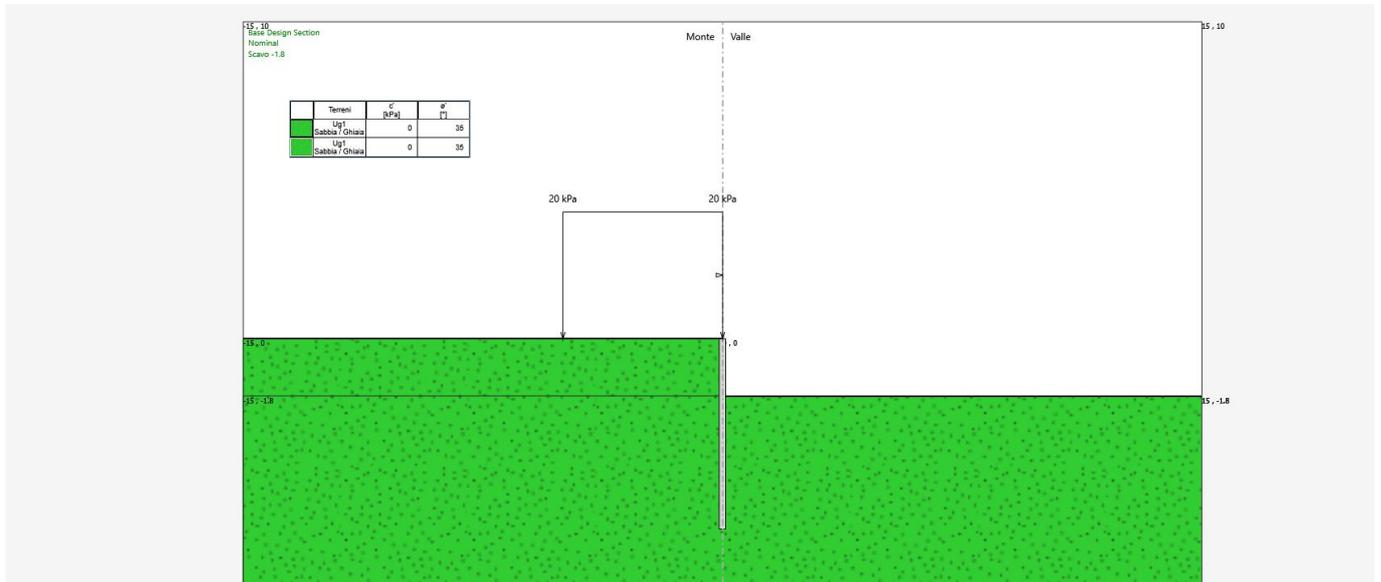 -15, 10
15, 10
Base Design Section
Nominal
Scavo -1.8
Monte Valle
Terreni c' [kPa] ø' [°]
Ug1 Sabbia / Ghiaia 0 35
Ug1 Sabbia / Ghiaia 0 35
20 kPa 20 kPa
-15, 0
, 0
-15, -1.8
15, -1.8